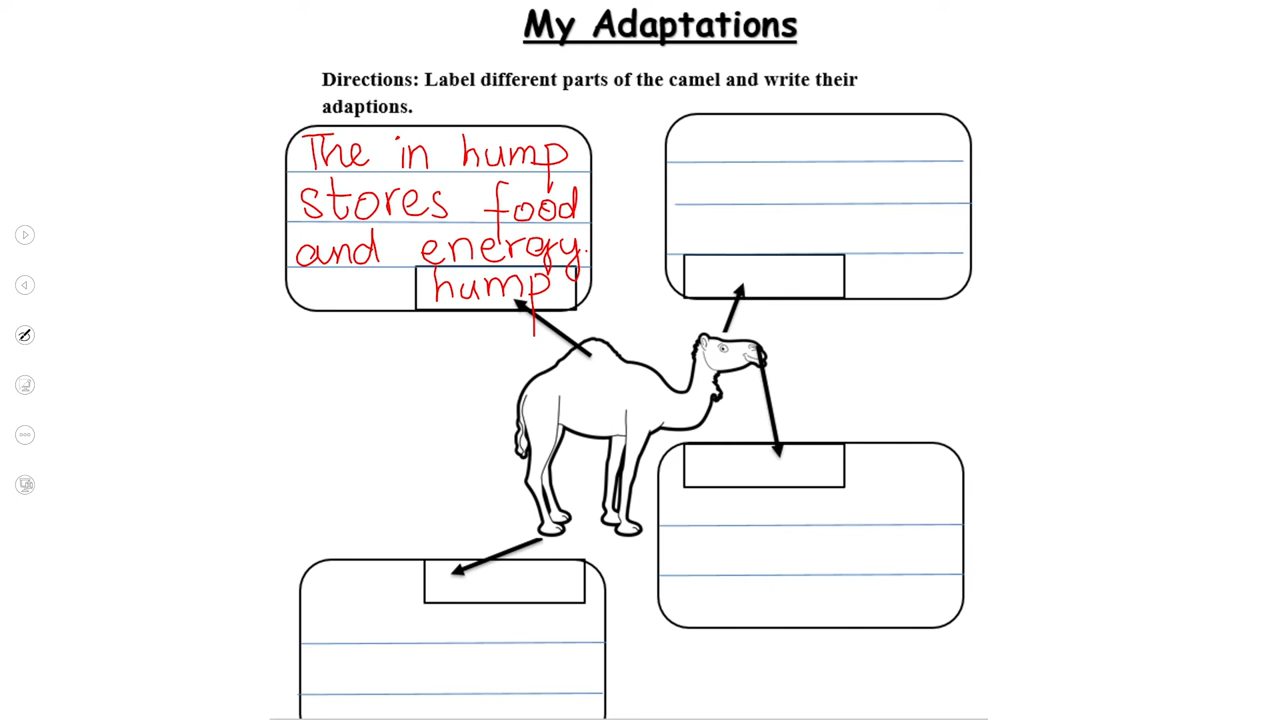 My Adaptations
Directions: Label different parts of the camel and write their
adaptions.
The in hump
stores food
and energy.
hump